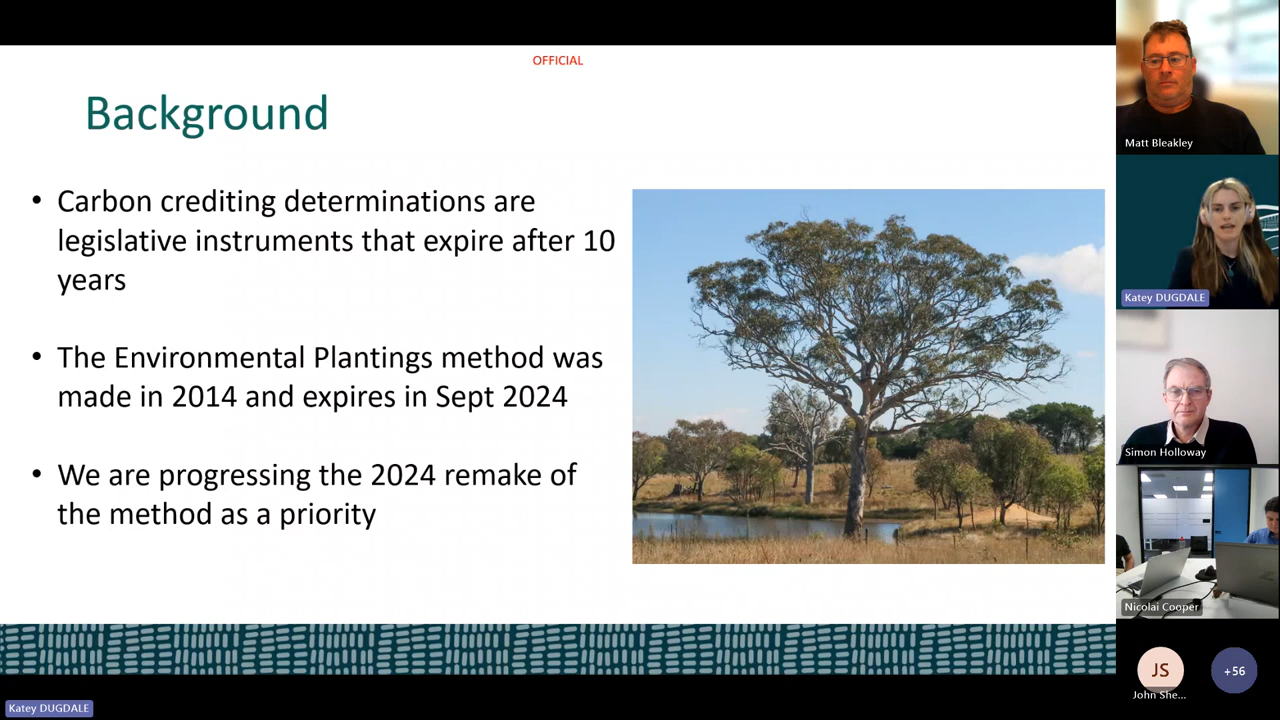 OFFICIAL
Background
• Carbon crediting determinations are
legislative instruments that expire after 10
years
• The Environmental Plantings method was
made in 2014 and expires in Sept 2024
• We are progressing the 2024 remake of
the method as a priority
Matt Bleakley
Katey DUGDALE
Simon Holloway
Nicolai Cooper
JS
John She...
+56
Katey DUGDALE